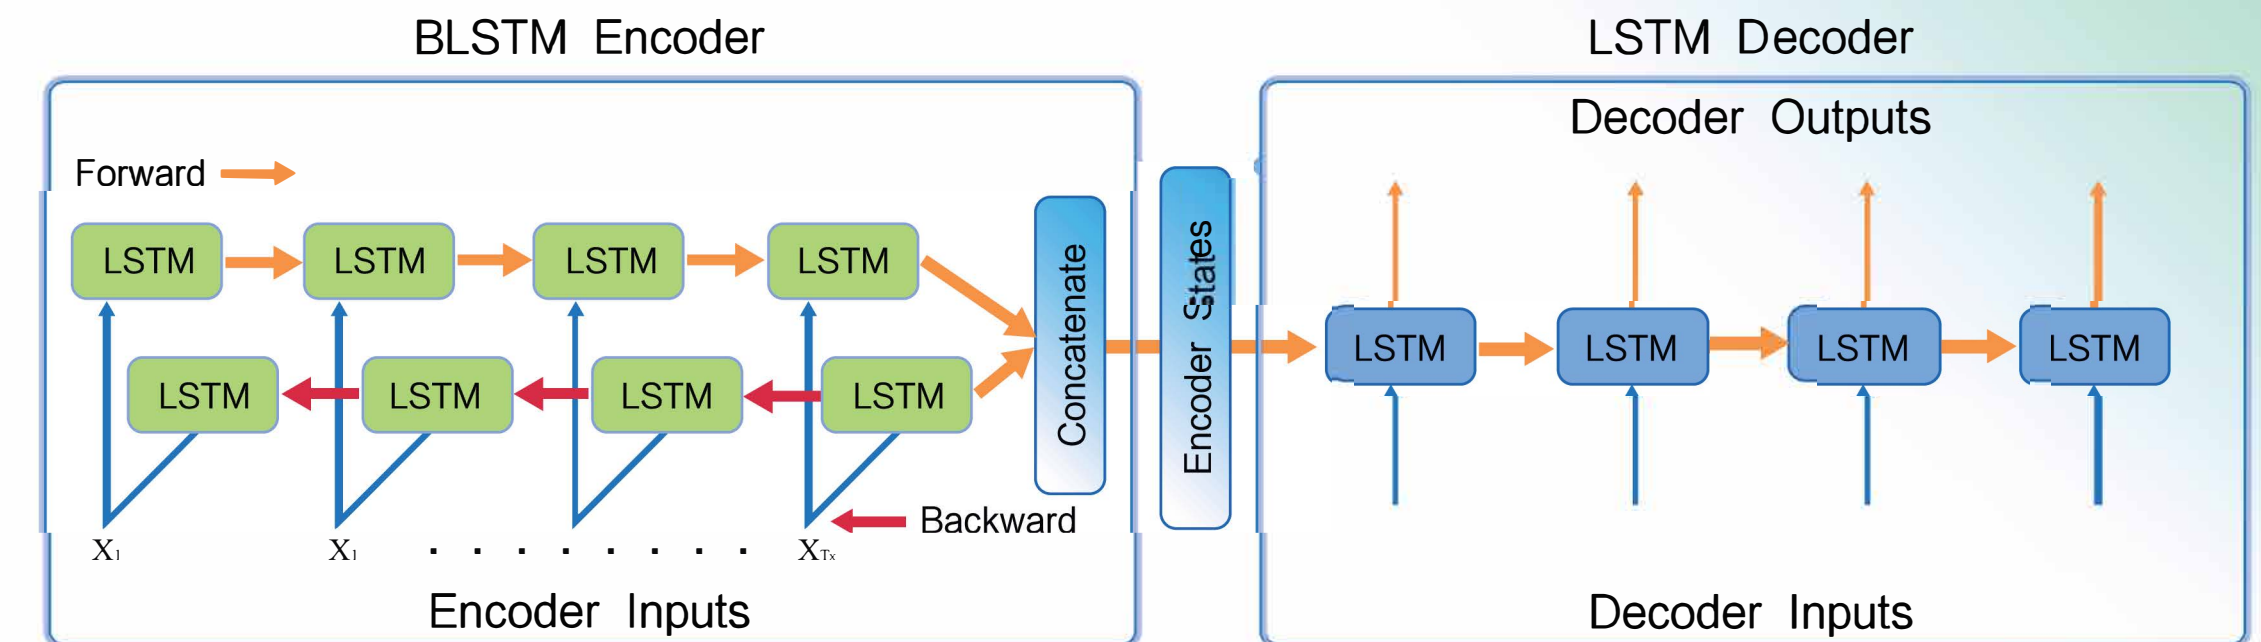 BLSTM Encoder
LSTM Decoder
Decoder Outputs
Forward
LSTM LSTM LSTM LSTM
LSTM LSTM LSTM LSTM
Concatenate
Encoder States
LSTM LSTM LSTM LSTM
Backward
X1 X1 . . . . . . . . XTx
Encoder Inputs
Decoder Inputs